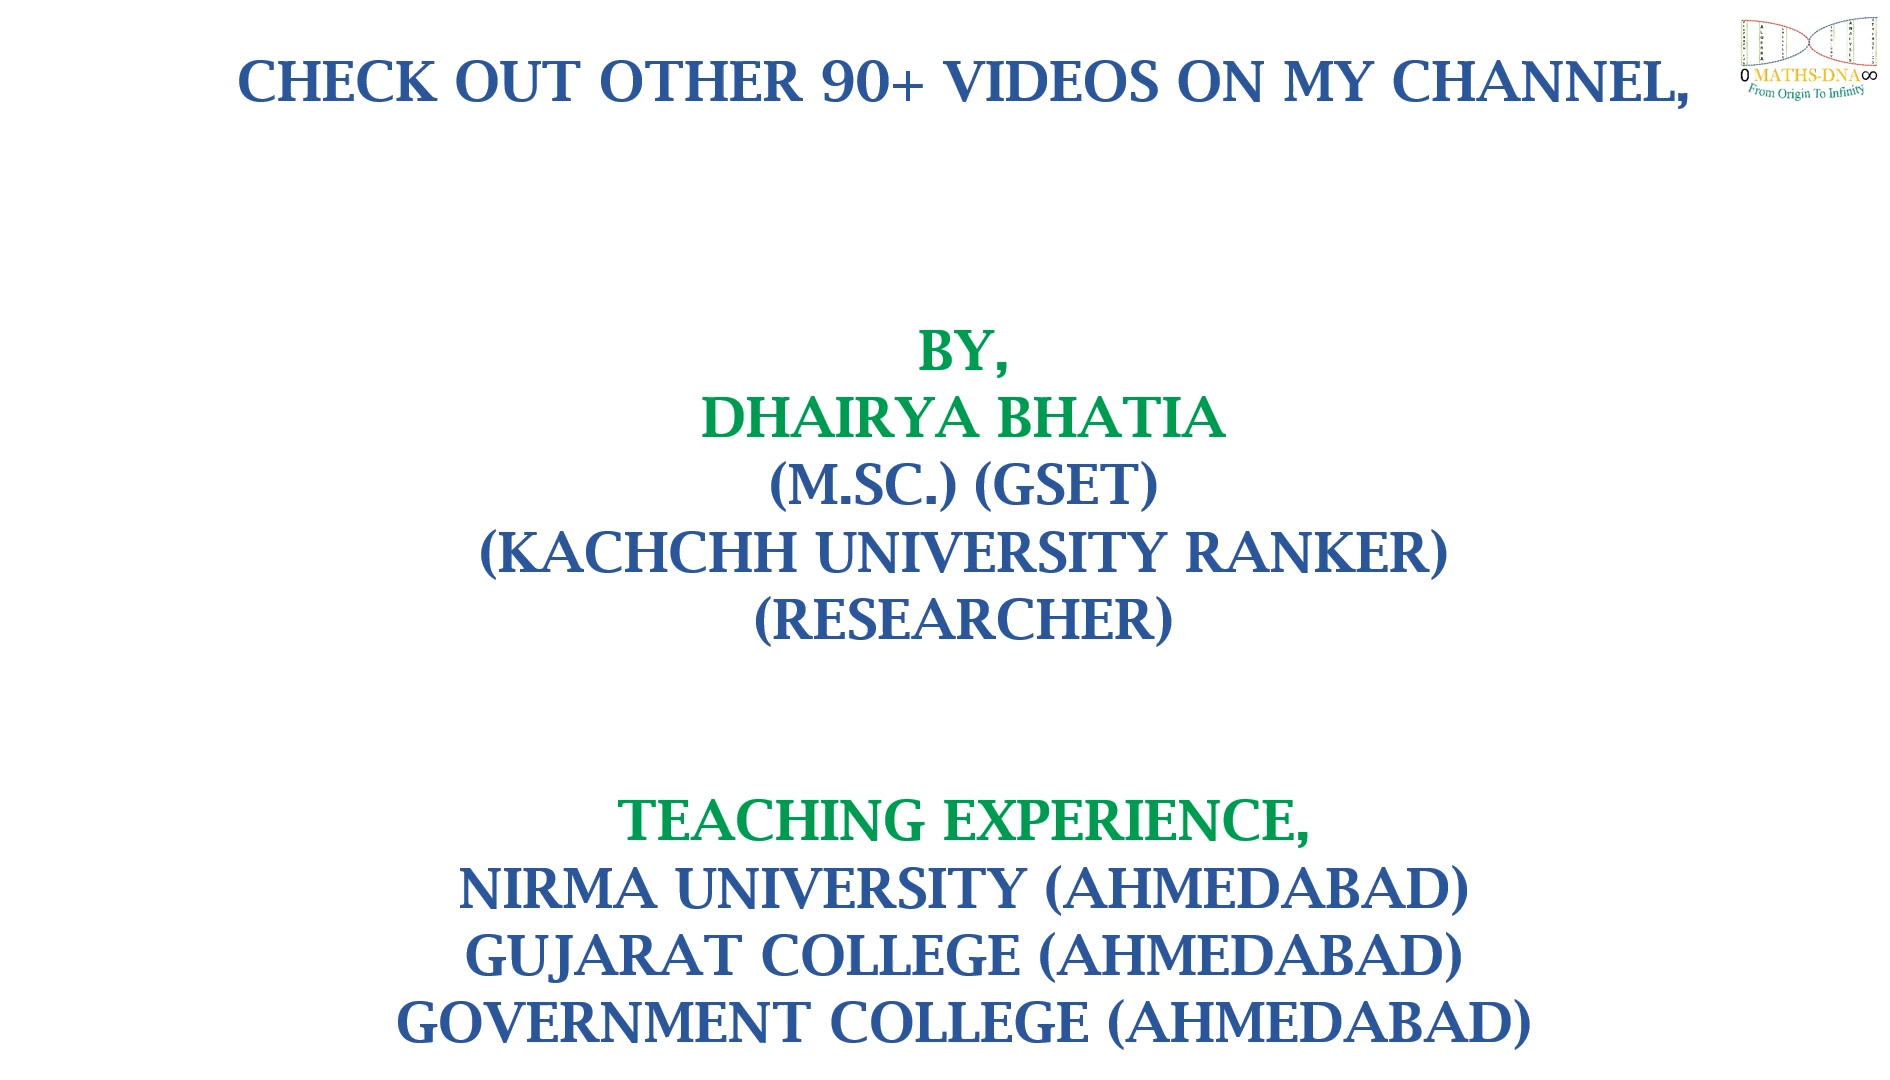 CHECK OUT OTHER 90+ VIDEOS ON MY CHANNEL,
0 MATHS-DNA∞
From Origin To Infinity
BY,
DHAIRYA BHATIA
(M.SC.) (GSET)
(KACHCHH UNIVERSITY RANKER)
(RESEARCHER)
TEACHING EXPERIENCE,
NIRMA UNIVERSITY (AHMEDABAD)
GUJARAT COLLEGE (AHMEDABAD)
GOVERNMENT COLLEGE (AHMEDABAD)